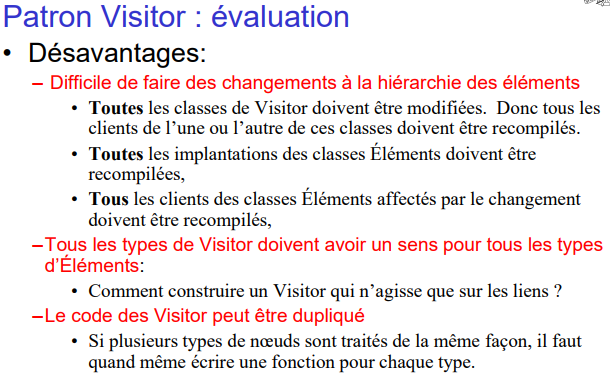 Patron Visitor : évaluation
• Désavantages:
– Difficile de faire des changements à la hiérarchie des éléments
• Toutes les classes de Visitor doivent être modifiées. Donc tous les
clients de l'une ou l'autre de ces classes doivent être recompilés.
• Toutes les implantations des classes Éléments doivent être
recompilées,
• Tous les clients des classes Éléments affectés par le changement
doivent être recompilés,
–Tous les types de Visitor doivent avoir un sens pour tous les types
d'Éléments:
• Comment construire un Visitor qui n'agisse que sur les liens ?
–Le code des Visitor peut être dupliqué
• Si plusieurs types de nœuds sont traités de la même façon, il faut
quand même écrire une fonction pour chaque type.